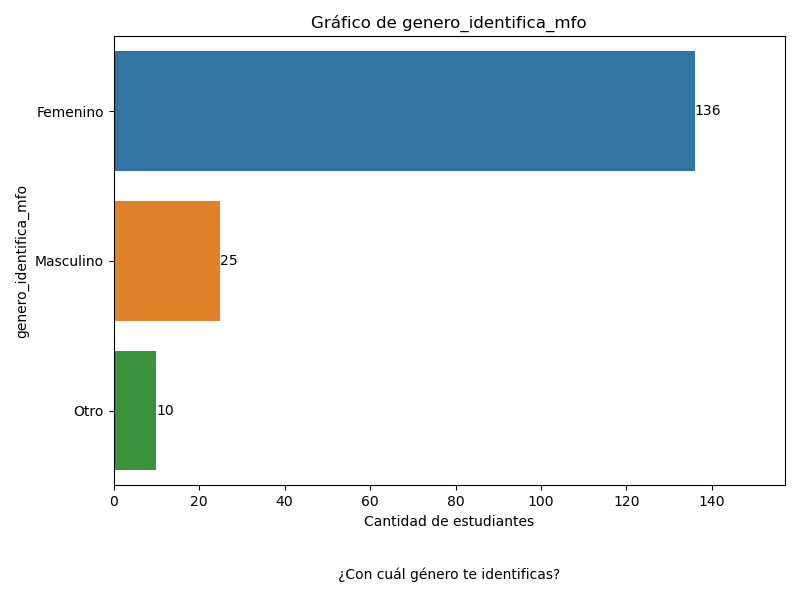 Gráfico de genero_identifica_mfo
genero_identifica_mfo
Femenino
136
Masculino
25
Otro
10
0 20 40 60 80 100 120 140
Cantidad de estudiantes
¿Con cuál género te identificas?